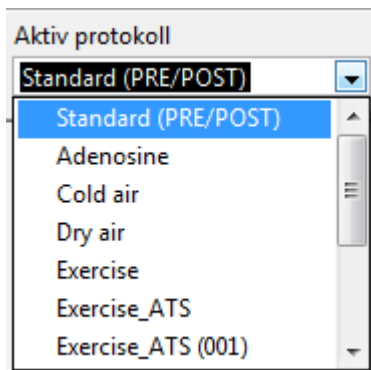 Aktiv protokoll
Standard (PRE/POST)
Standard (PRE/POST)
Adenosine
Cold air
Dry air
Exercise
Exercise_ATS
Exercise_ATS (001)